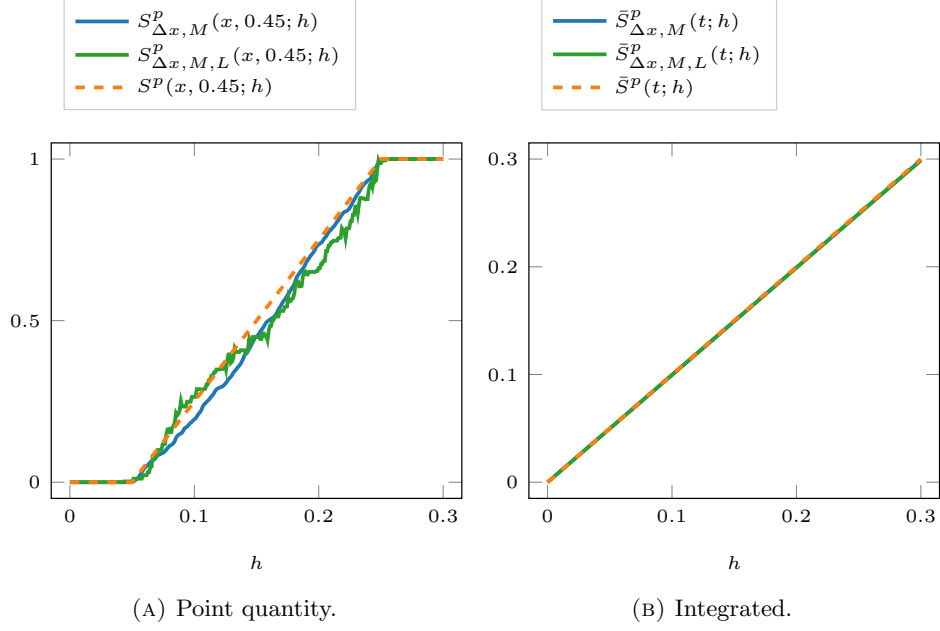 S^p_{Δx,M}(x, 0.45; h)
S^p_{Δx,M,L}(x, 0.45; h)
S^p(x, 0.45; h)
S̄^p_{Δx,M}(t; h)
S̄^p_{Δx,M,L}(t; h)
S̄^p(t; h)
1
0.5
0
0 0.1 0.2 0.3
h
(A) Point quantity.
0.3
0.2
0.1
0
0 0.1 0.2 0.3
h
(B) Integrated.